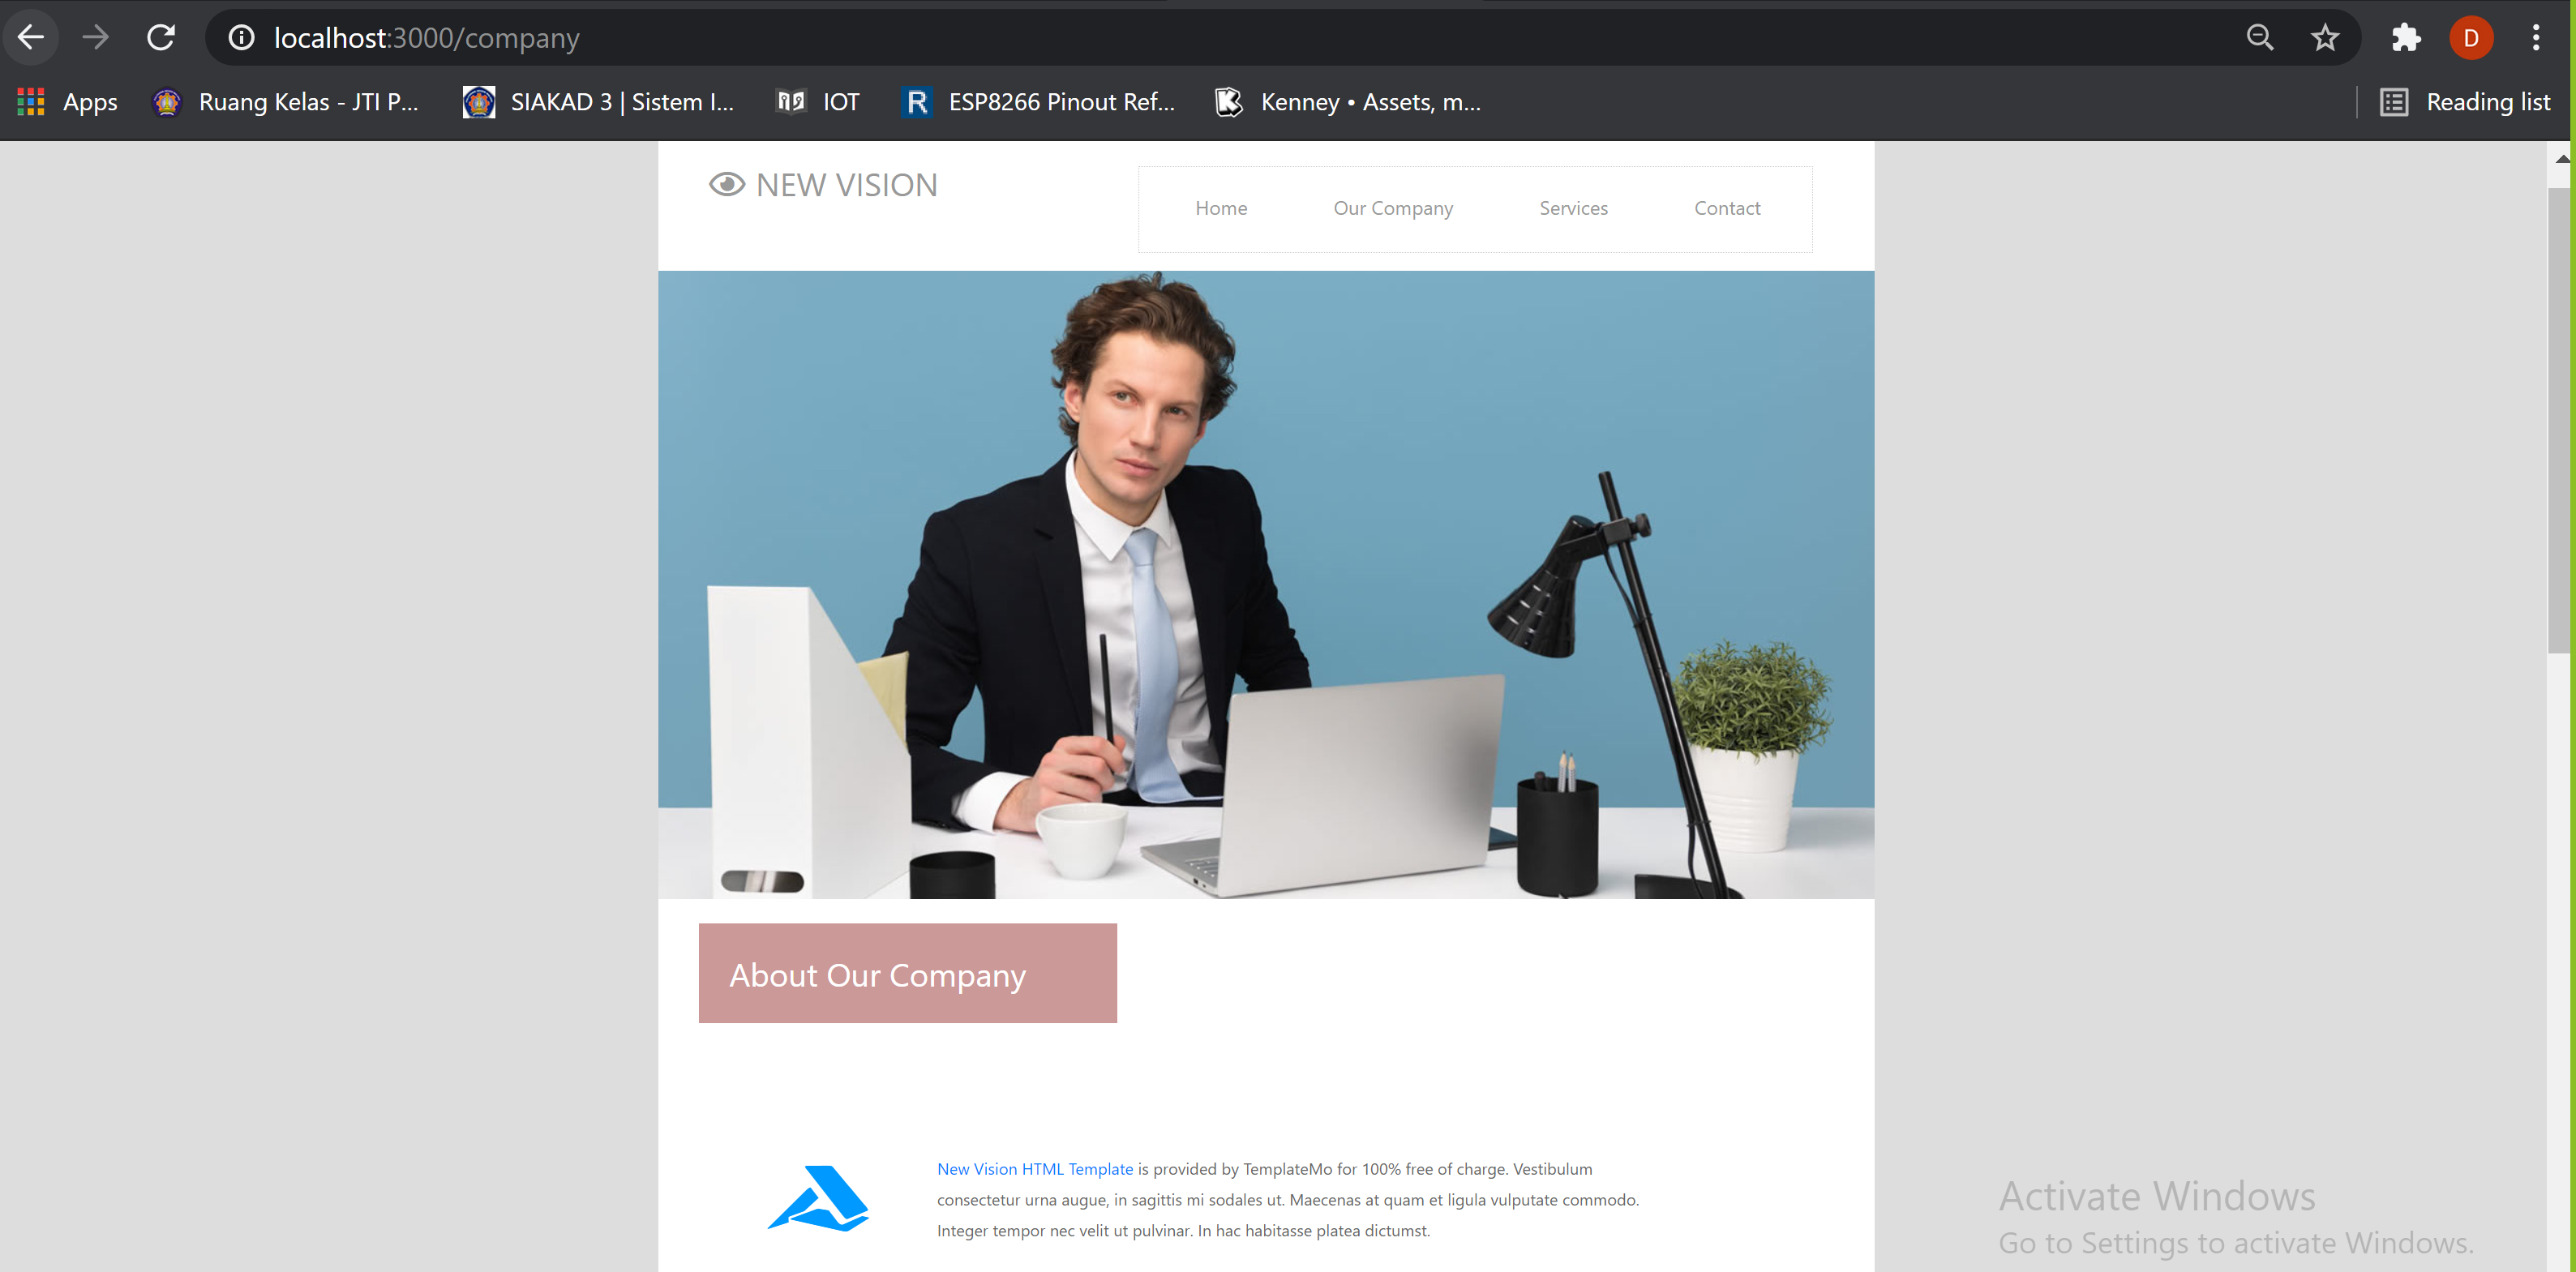 localhost:3000/company
D
Apps
Ruang Kelas - JTI P...
SIAKAD 3 | Sistem I...
IOT
R
ESP8266 Pinout Ref...
Kenney • Assets, m...
Reading list
NEW VISION
Home
Our Company
Services
Contact
About Our Company
New Vision HTML Template is provided by TemplateMo for 100% free of charge. Vestibulum
consectetur urna augue, in sagittis mi sodales ut. Maecenas at quam et ligula vulputate commodo.
Integer tempor nec velit ut pulvinar. In hac habitasse platea dictumst.
Activate Windows
Go to Settings to activate Windows.